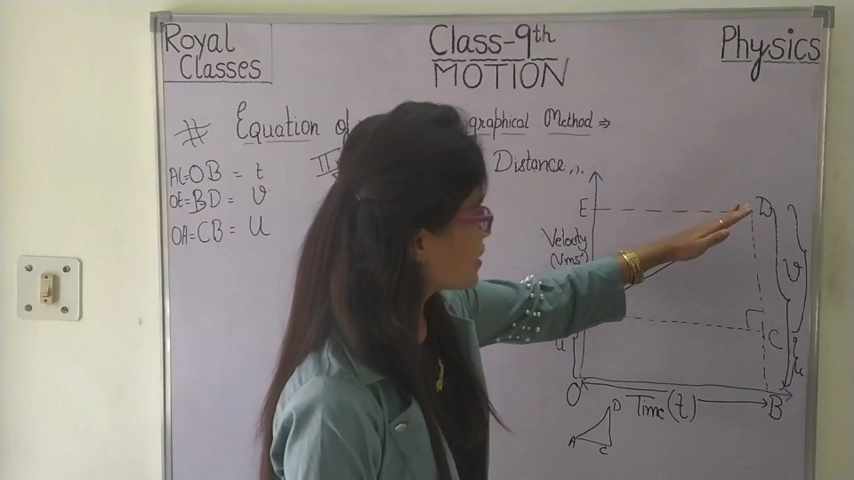 Royal
Classes
Class-9th
MOTION
Physics
# Equation of graphical Method ⇒
AC=OB = t
OE=BD = v
OA=CB = u
II
Distance
E
D
Velocity
(ms⁻¹
v
C
u
u
O
Time (t)
B
D
A
C